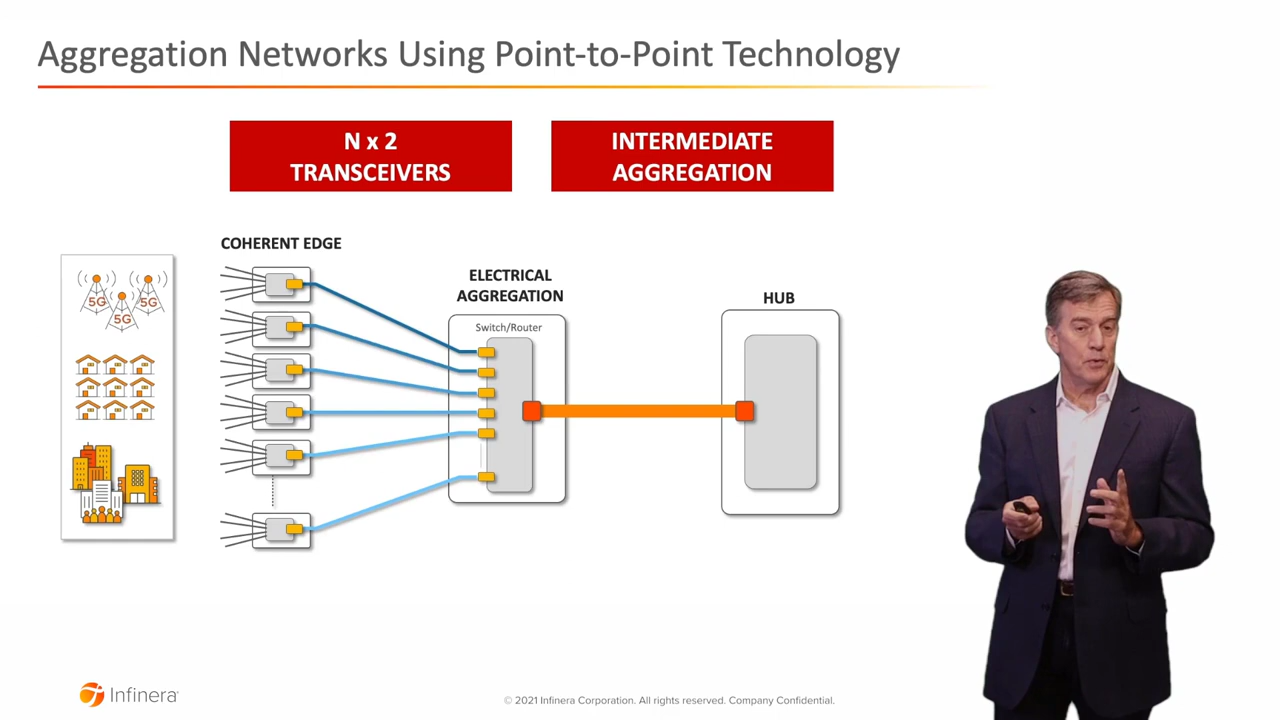 Aggregation Networks Using Point-to-Point Technology
N x 2
TRANSCEIVERS
INTERMEDIATE
AGGREGATION
COHERENT EDGE
ELECTRICAL
AGGREGATION
HUB
Switch/Router
5G
5G
5G
Infinera
© 2021 Infinera Corporation. All rights reserved. Company Confidential.